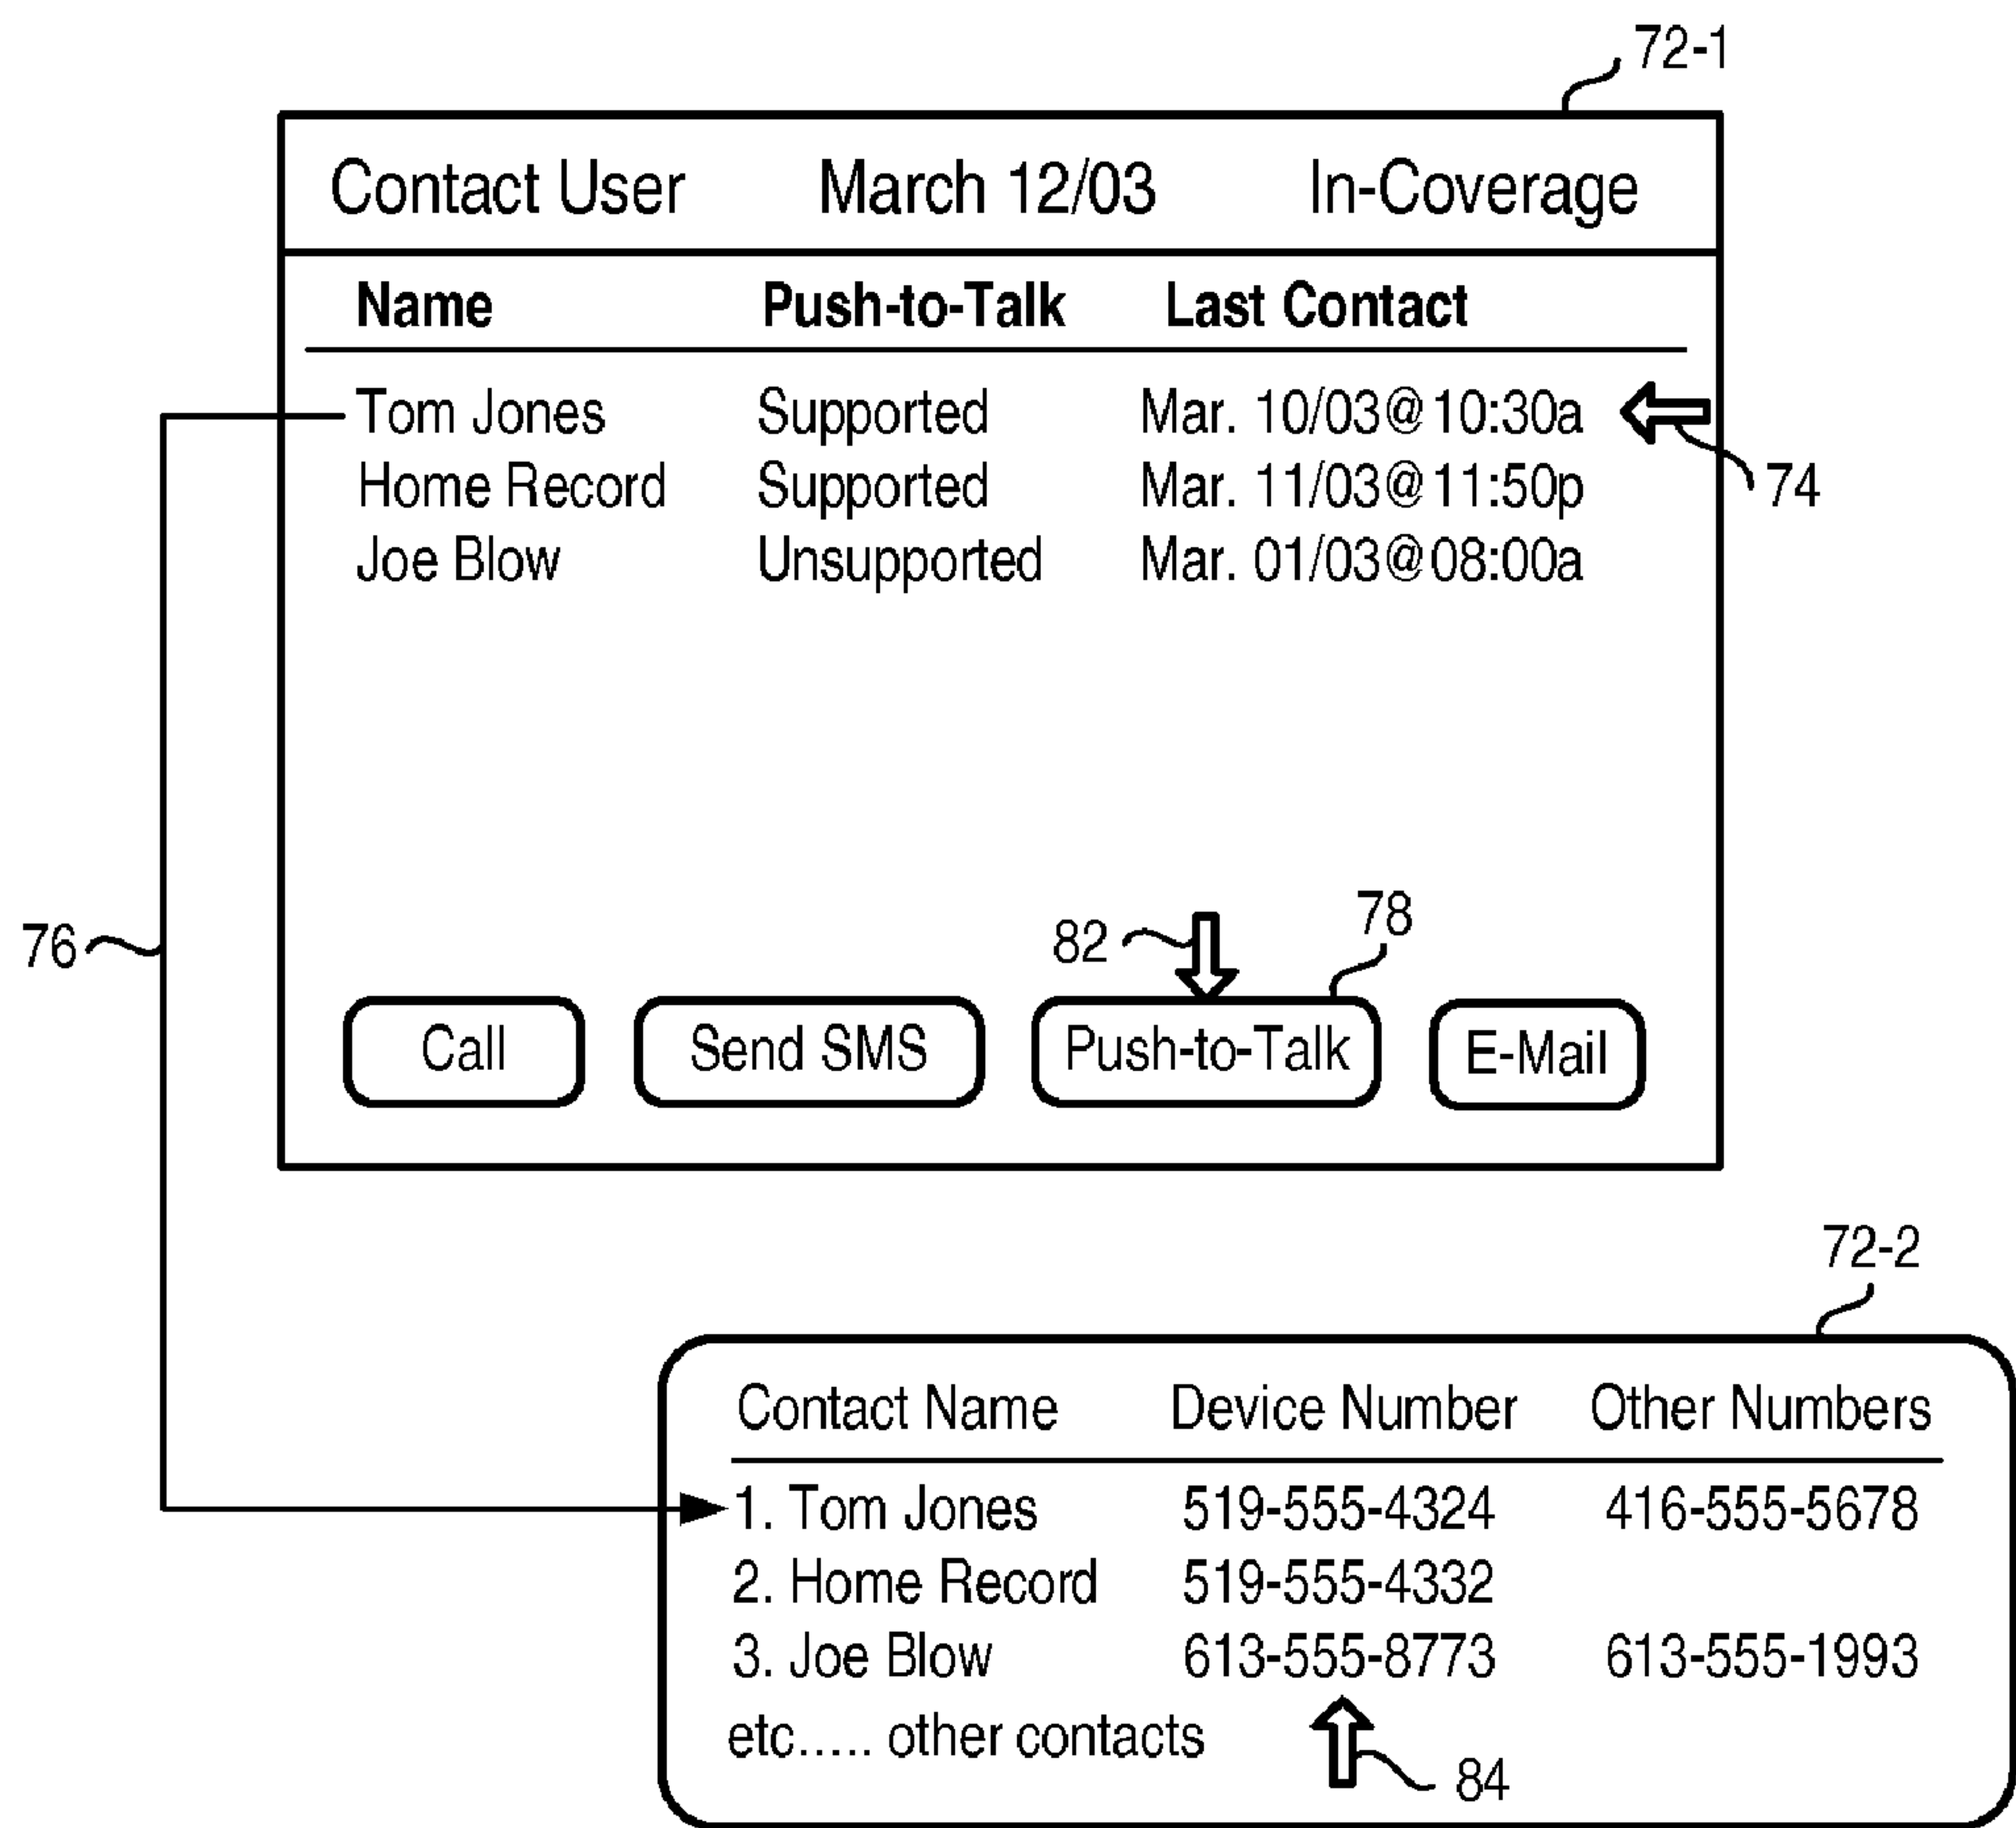 72-1
Contact User March 12/03 In-Coverage
Name Push-to-Talk Last Contact
Tom Jones Supported Mar. 10/03@10:30a
Home Record Supported Mar. 11/03@11:50p
74
Joe Blow Unsupported Mar. 01/03@08:00a
76
82
78
Call Send SMS Push-to-Talk E-Mail
72-2
Contact Name Device Number Other Numbers
1. Tom Jones 519-555-4324 416-555-5678
2. Home Record 519-555-4332
3. Joe Blow 613-555-8773 613-555-1993
etc..... other contacts
84